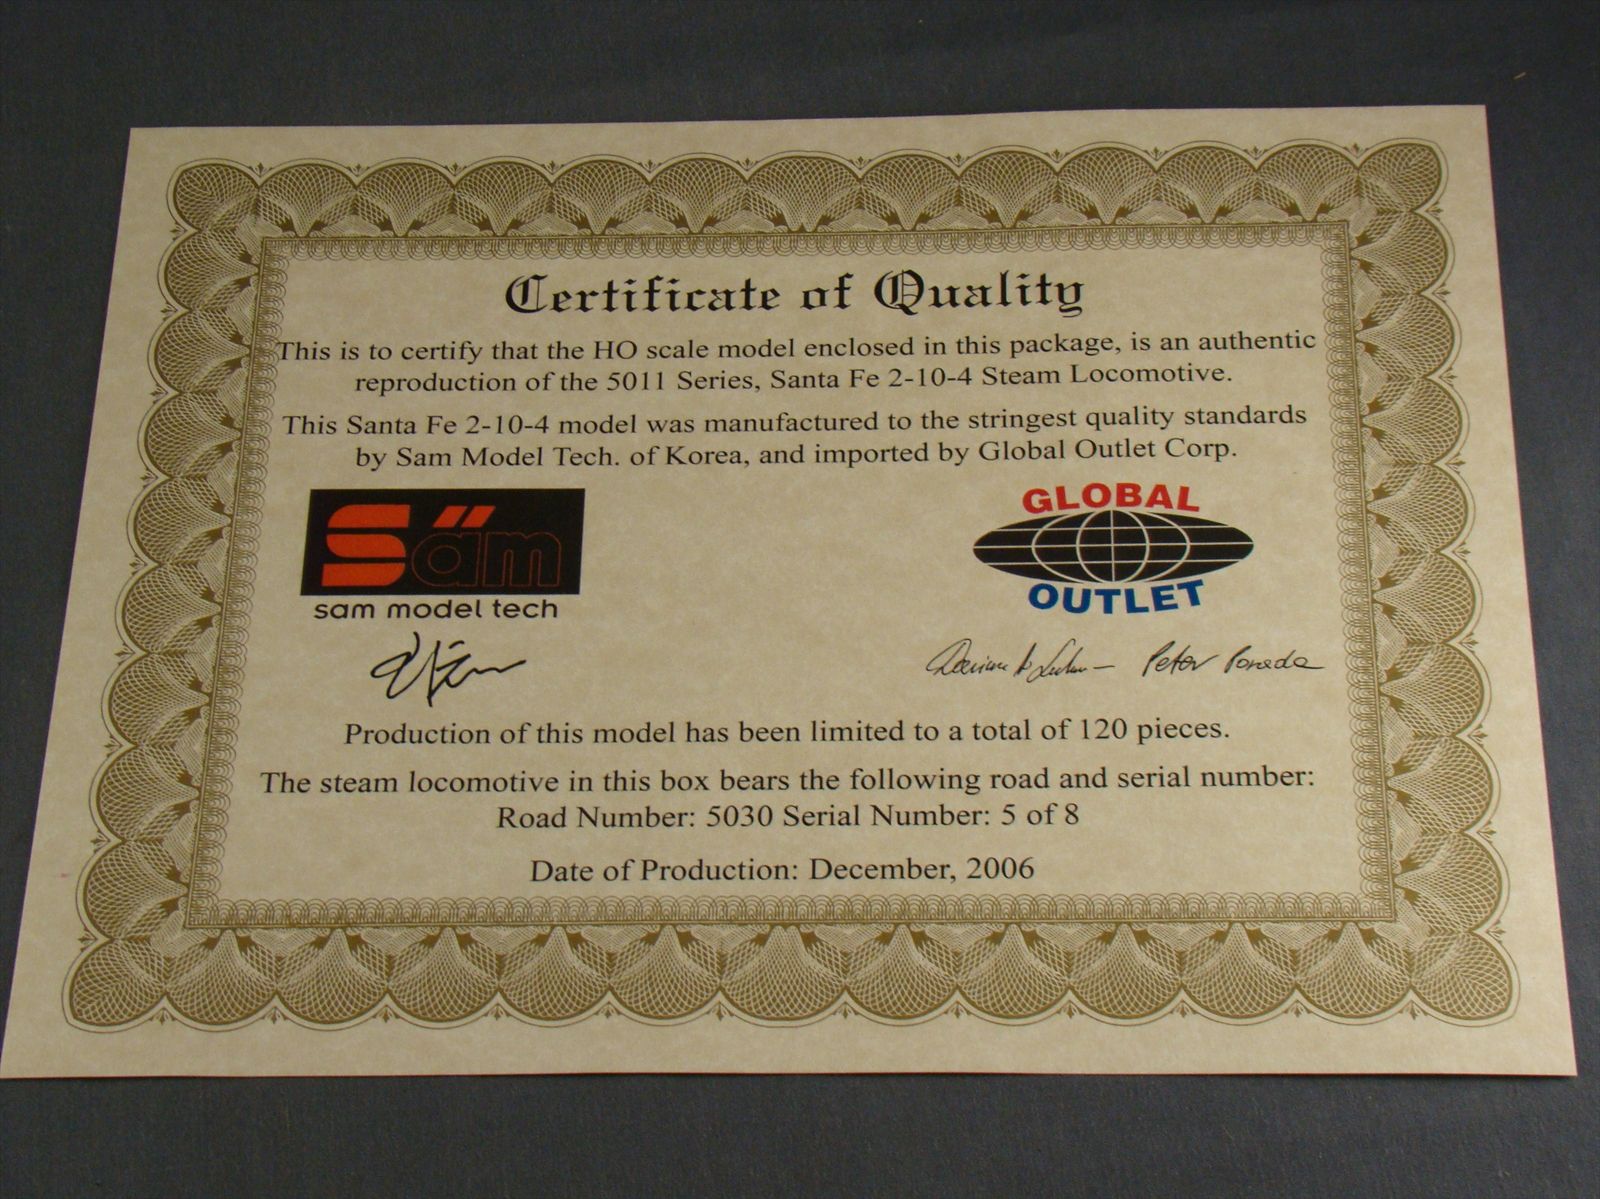 Certificate of Quality
This is to certify that the HO scale model enclosed in this package, is an authentic
reproduction of the 5011 Series, Santa Fe 2-10-4 Steam Locomotive.
This Santa Fe 2-10-4 model was manufactured to the stringest quality standards
by Sam Model Tech. of Korea, and imported by Global Outlet Corp.
Säm
sam model tech
GLOBAL
OUTLET
Peter
Production of this model has been limited to a total of 120 pieces.
The steam locomotive in this box bears the following road and serial number:
Road Number: 5030 Serial Number: 5 of 8
Date of Production: December, 2006